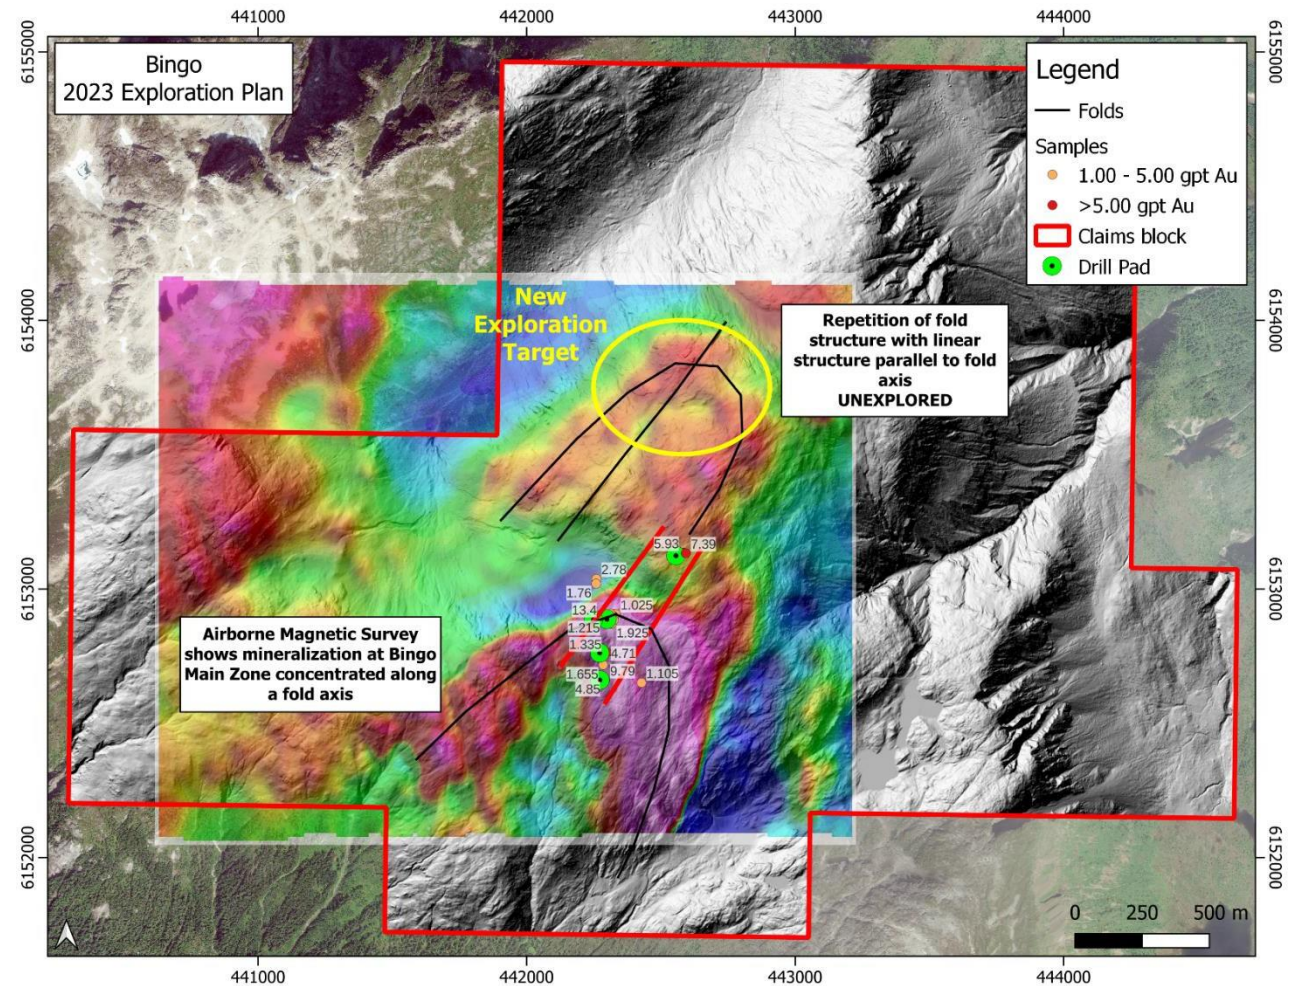 441000
442000
443000
444000
6155000
6155000
Bingo
2023 Exploration Plan
Legend
Folds
Samples
1.00 - 5.00 gpt Au
>5.00 gpt Au
Claims block
Drill Pad
New
Exploration
Target
6154000
6154000
Repetition of fold
structure with linear
structure parallel to fold
axis
UNEXPLORED
5.93
7.39
2.78
1.76
6153000
6153000
13.4
1.025
1.215
1.925
1.335
4.71
1.655
9.79
1.105
4.85
Airborne Magnetic Survey
shows mineralization at Bingo
Main Zone concentrated along
a fold axis
6152000
6152000
0 250 500 m
441000
442000
443000
444000